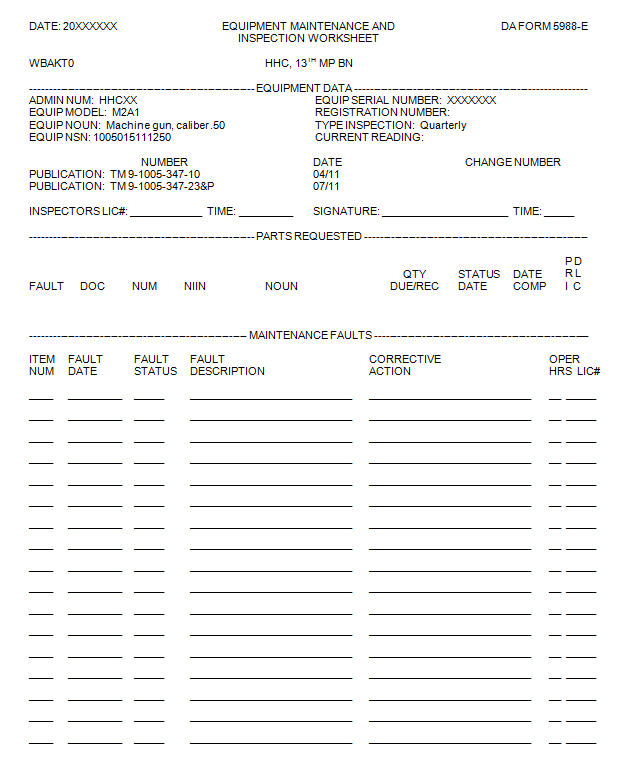 DATE: 20XXXXXX EQUIPMENT MAINTENANCE AND DA FORM 5988-E
INSPECTION WORKSHEET
WBAKT0 HHC, 13TH MP BN
EQUIPMENT DATA
ADMIN NUM: HHCXX EQUIP SERIAL NUMBER: XXXXXXX
EQUIP MODEL: M2A1 REGISTRATION NUMBER:
EQUIP NOUN: Machine gun, caliber .50 TYPE INSPECTION: Quarterly
EQUIP NSN: 1005015111250 CURRENT READING:
NUMBER DATE CHANGE NUMBER
PUBLICATION: TM 9-1005-347-10 04/11
PUBLICATION: TM 9-1005-347-23&P 07/11
INSPECTORS LIC#: ____________ TIME: _________ SIGNATURE: _____________________ TIME: _____
PARTS REQUESTED
P D
QTY STATUS DATE R L
FAULT DOC NUM NIIN NOUN DUE/REC DATE COMP I C
MAINTENANCE FAULTS
ITEM FAULT FAULT FAULT CORRECTIVE OPER
NUM DATE STATUS DESCRIPTION ACTION HRS LIC#